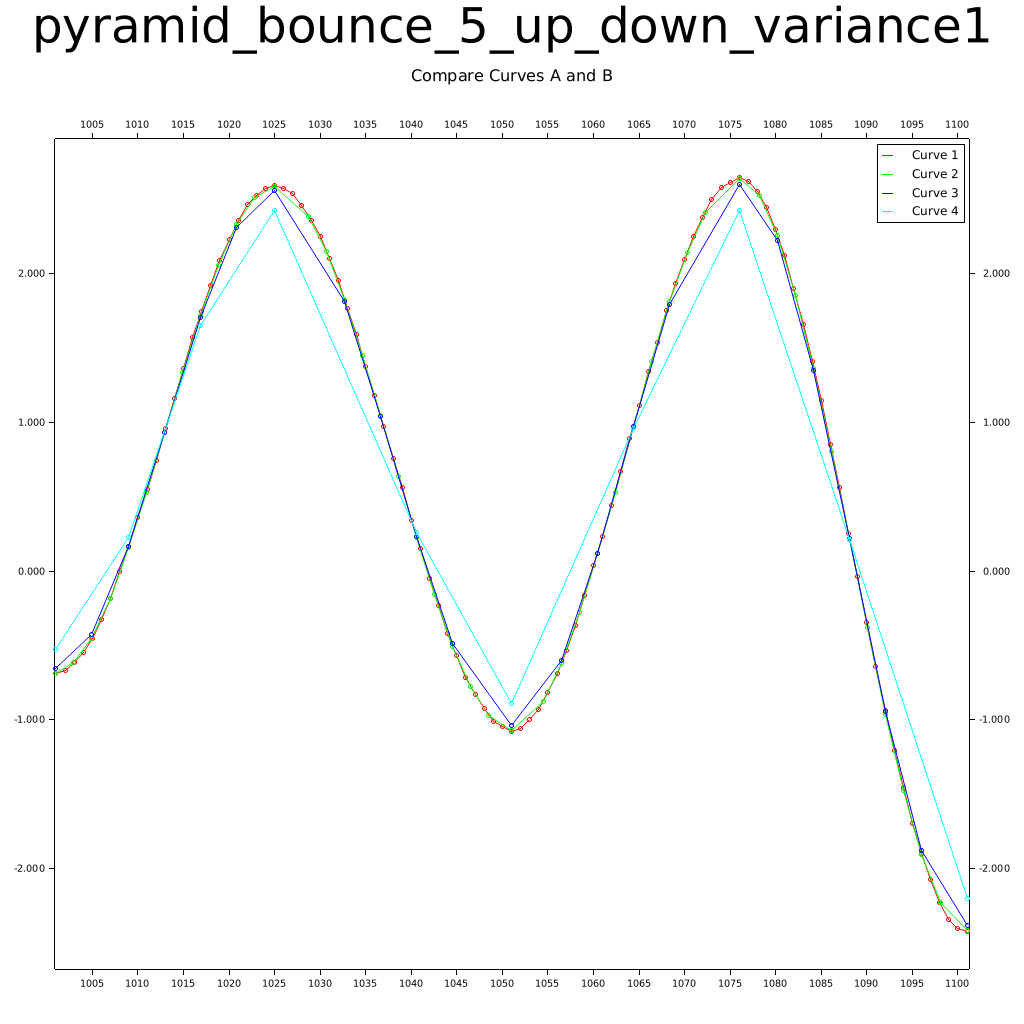 pyramid_bounce_5_up_down_variance1
Compare Curves A and B
1005 1010 1015 1020 1025 1030 1035 1040 1045 1050 1055 1060 1065 1070 1075 1080 1085 1090 1095 1100
Curve 1
Curve 2
Curve 3
Curve 4
2.000 2.000
1.000 1.000
0.000 0.000
-1.000 -1.000
-2.000 -2.000
1005 1010 1015 1020 1025 1030 1035 1040 1045 1050 1055 1060 1065 1070 1075 1080 1085 1090 1095 1100